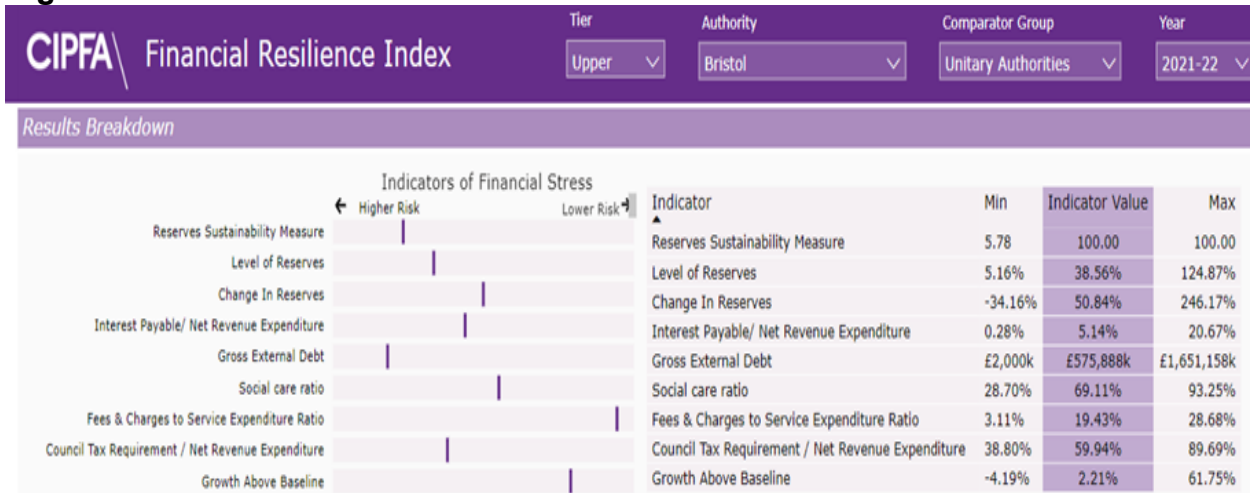 Tier Authority Comparator Group Year
CIPFA\ Financial Resilience Index
Upper Bristol Unitary Authorities 2021-22
Results Breakdown
Indicators of Financial Stress
← Higher Risk Lower Risk →
Reserves Sustainability Measure
Level of Reserves
Change In Reserves
Interest Payable/ Net Revenue Expenditure
Gross External Debt
Social care ratio
Fees & Charges to Service Expenditure Ratio
Council Tax Requirement / Net Revenue Expenditure
Growth Above Baseline
Indicator Min Indicator Value Max
Reserves Sustainability Measure 5.78 100.00 100.00
Level of Reserves 5.16% 38.56% 124.87%
Change In Reserves -34.16% 50.84% 246.17%
Interest Payable/ Net Revenue Expenditure 0.28% 5.14% 20.67%
Gross External Debt £2,000k £575,888k £1,651,158k
Social care ratio 28.70% 69.11% 93.25%
Fees & Charges to Service Expenditure Ratio 3.11% 19.43% 28.68%
Council Tax Requirement / Net Revenue Expenditure 38.80% 59.94% 89.69%
Growth Above Baseline -4.19% 2.21% 61.75%